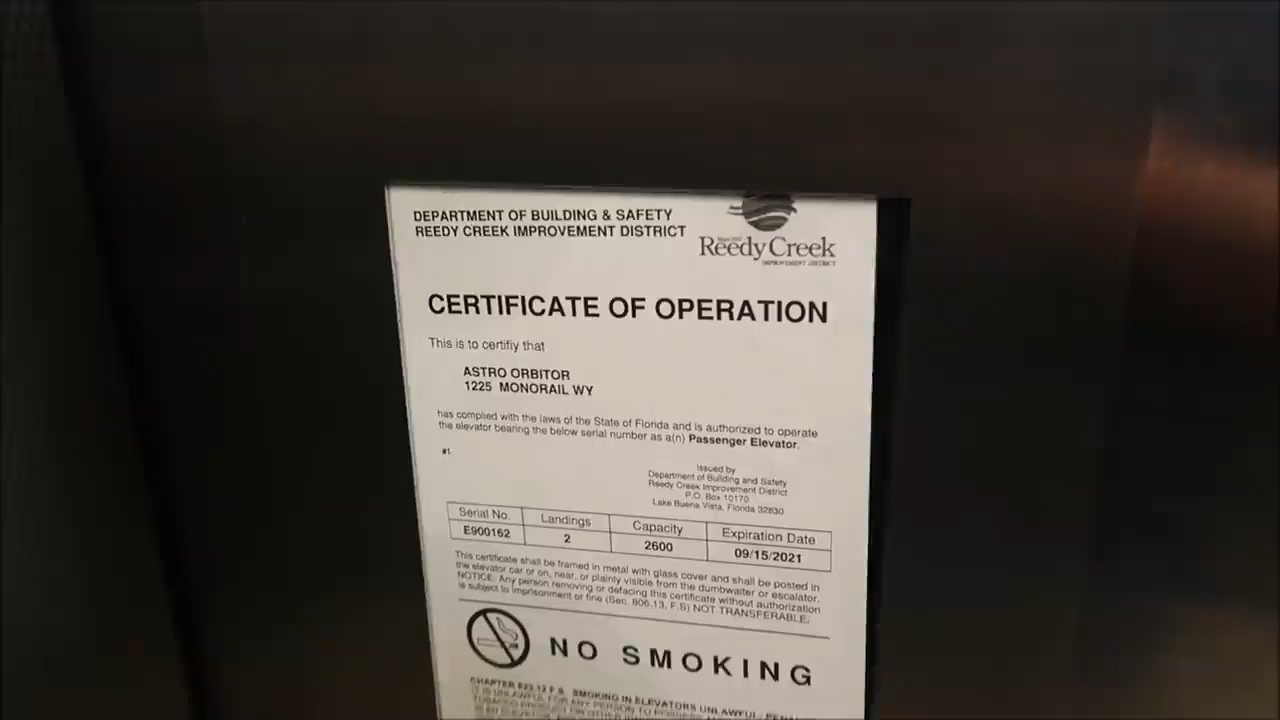 DEPARTMENT OF BUILDING & SAFETY
REEDY CREEK IMPROVEMENT DISTRICT
Reedy Creek
IMPROVEMENT DISTRICT
CERTIFICATE OF OPERATION
This is to certifiy that
ASTRO ORBITOR
1225 MONORAIL WY
has complied with the laws of the State of Florida and is authorized to operate
the elevator bearing the below serial number as a(n) Passenger Elevator.
#1
Issued by
Department of Building and Safety
Reedy Creek Improvement District
P.O. Box 10170
Lake Buena Vista, Florida 32830
Serial No. Landings Capacity Expiration Date
E900162 2 2600 09/15/2021
This certificate shall be framed in metal with glass cover and shall be posted in
the elevator car or on, near, or plainly visible from the dumbwaiter or escalator.
NOTICE: Any person removing or defacing this certificate without authorization
is subject to imprisonment or fine (Sec. 806.13, F.S) NOT TRANSFERABLE.
NO SMOKING
CHAPTER 823.12 F.S. SMOKING IN ELEVATORS UNLAWFUL
IT IS UNLAWFUL FOR ANY PERSON TO POSSESS